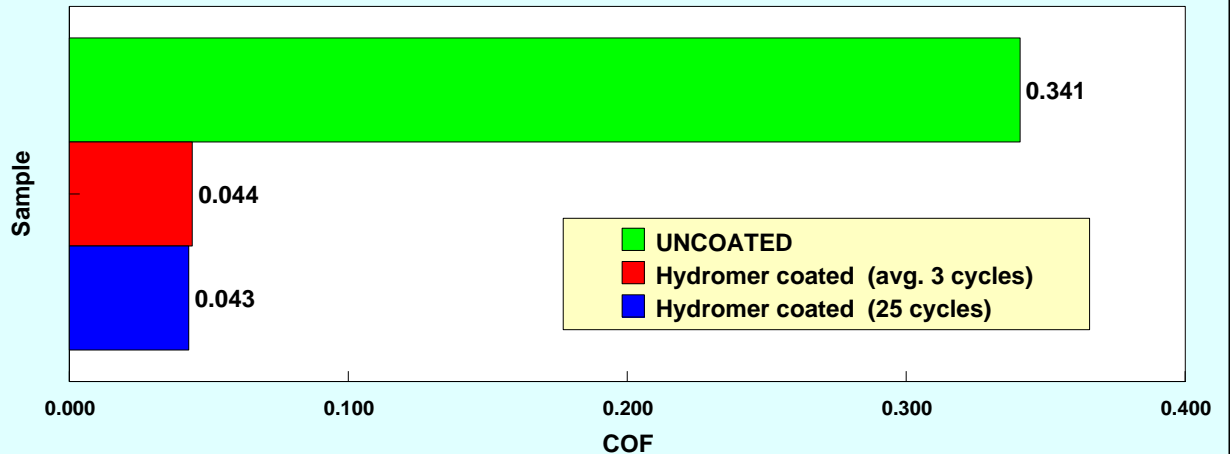 0.341
Sample
0.044
UNCOATED
Hydromer coated (avg. 3 cycles)
0.043
Hydromer coated (25 cycles)
0.000 0.100 0.200 0.300 0.400
COF